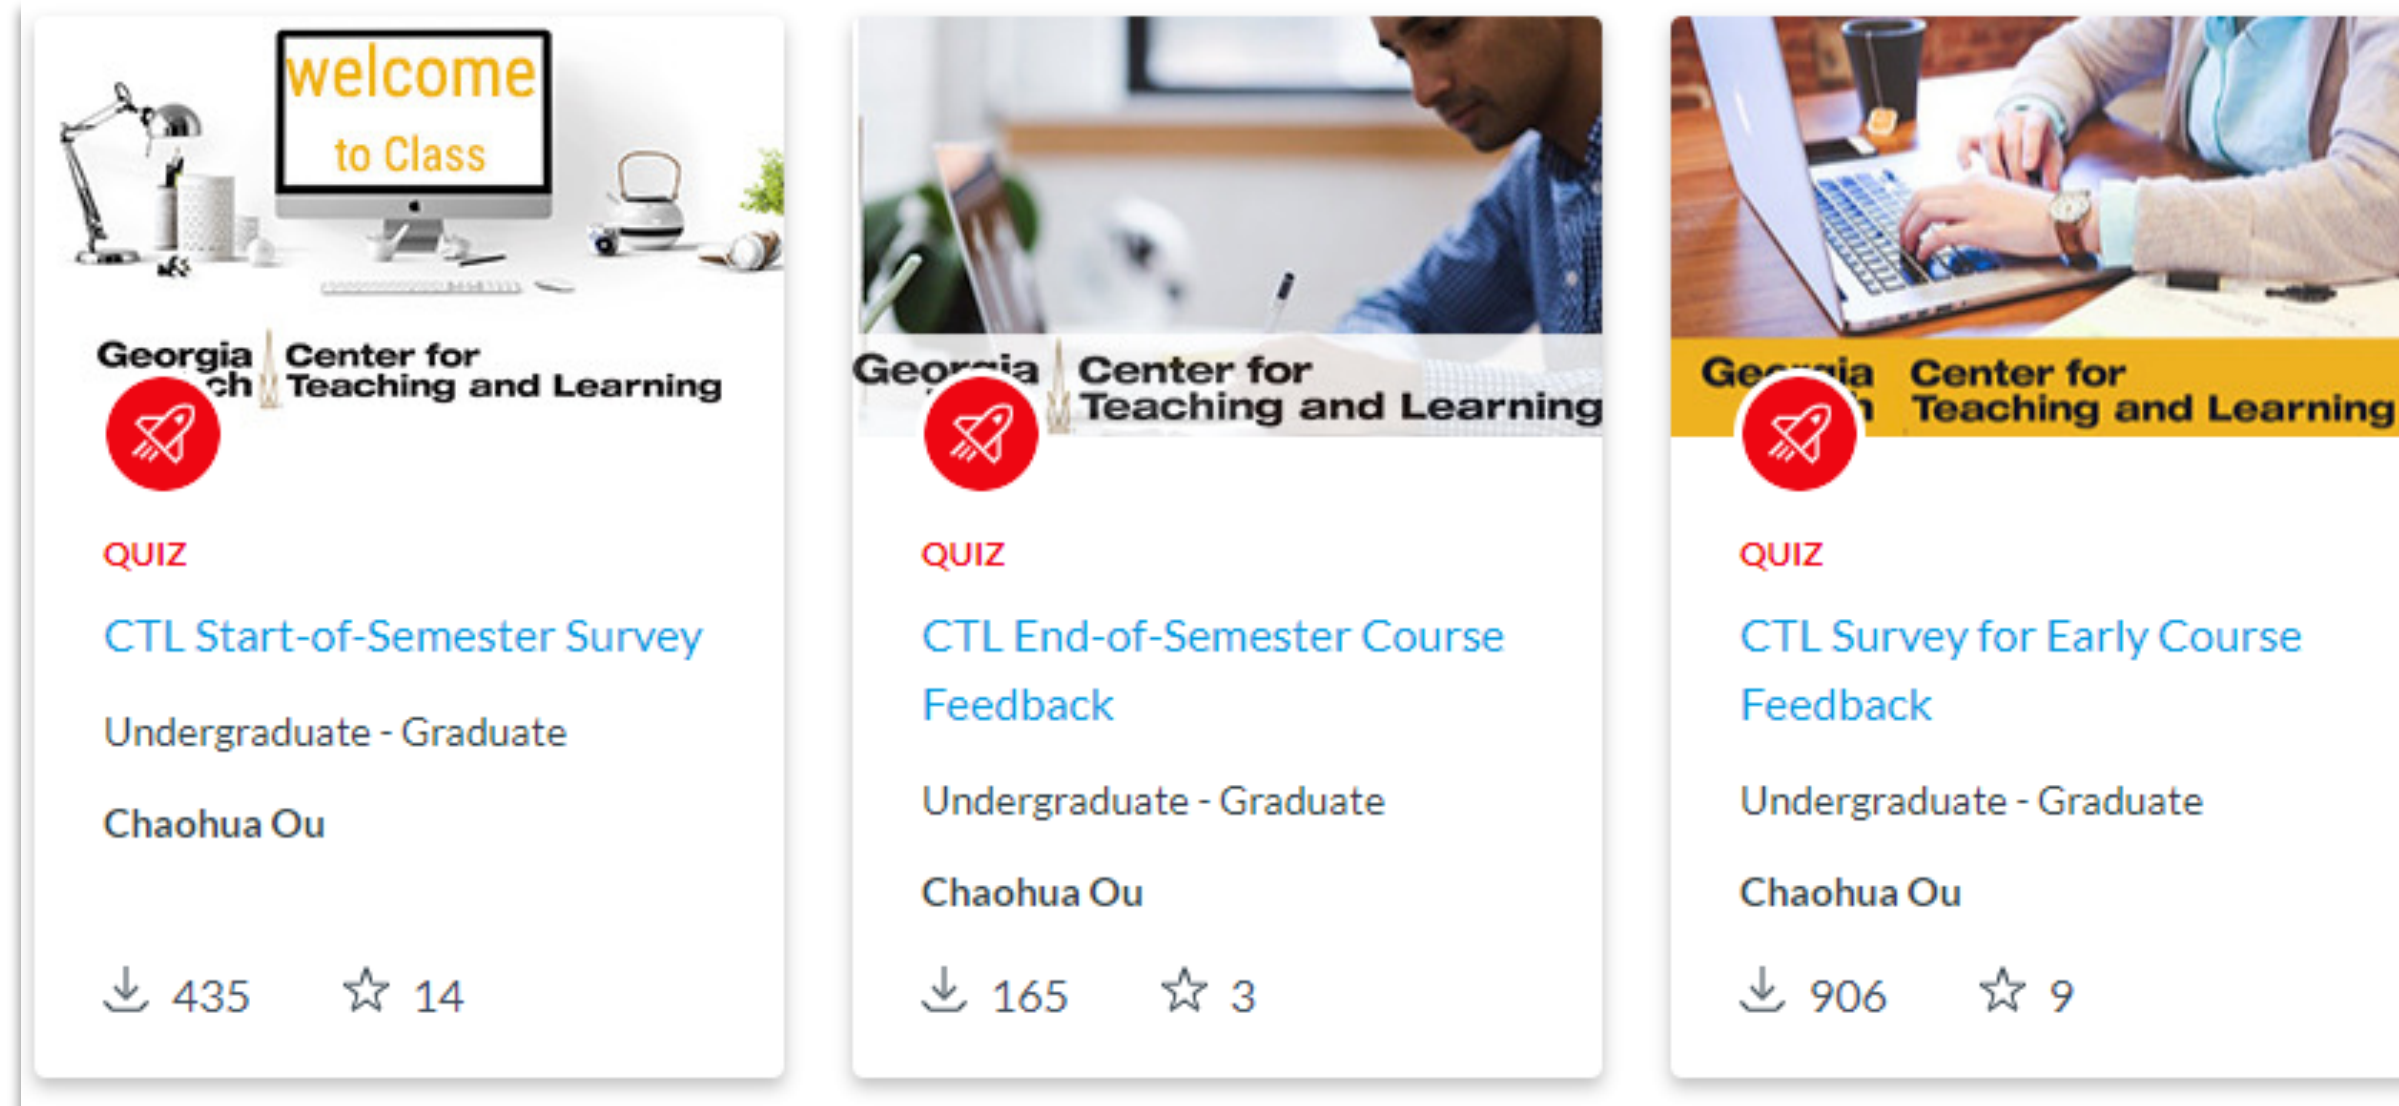 welcome
to Class
Georgia
Center for
Teaching and Learning
QUIZ
CTL Start-of-Semester Survey
Undergraduate - Graduate
Chaohua Ou
435
14
Center for
Teaching and Learning
QUIZ
CTL End-of-Semester Course
Feedback
Undergraduate - Graduate
Chaohua Ou
165
3
Center for
Teaching and Learning
QUIZ
CTL Survey for Early Course
Feedback
Undergraduate - Graduate
Chaohua Ou
906
9